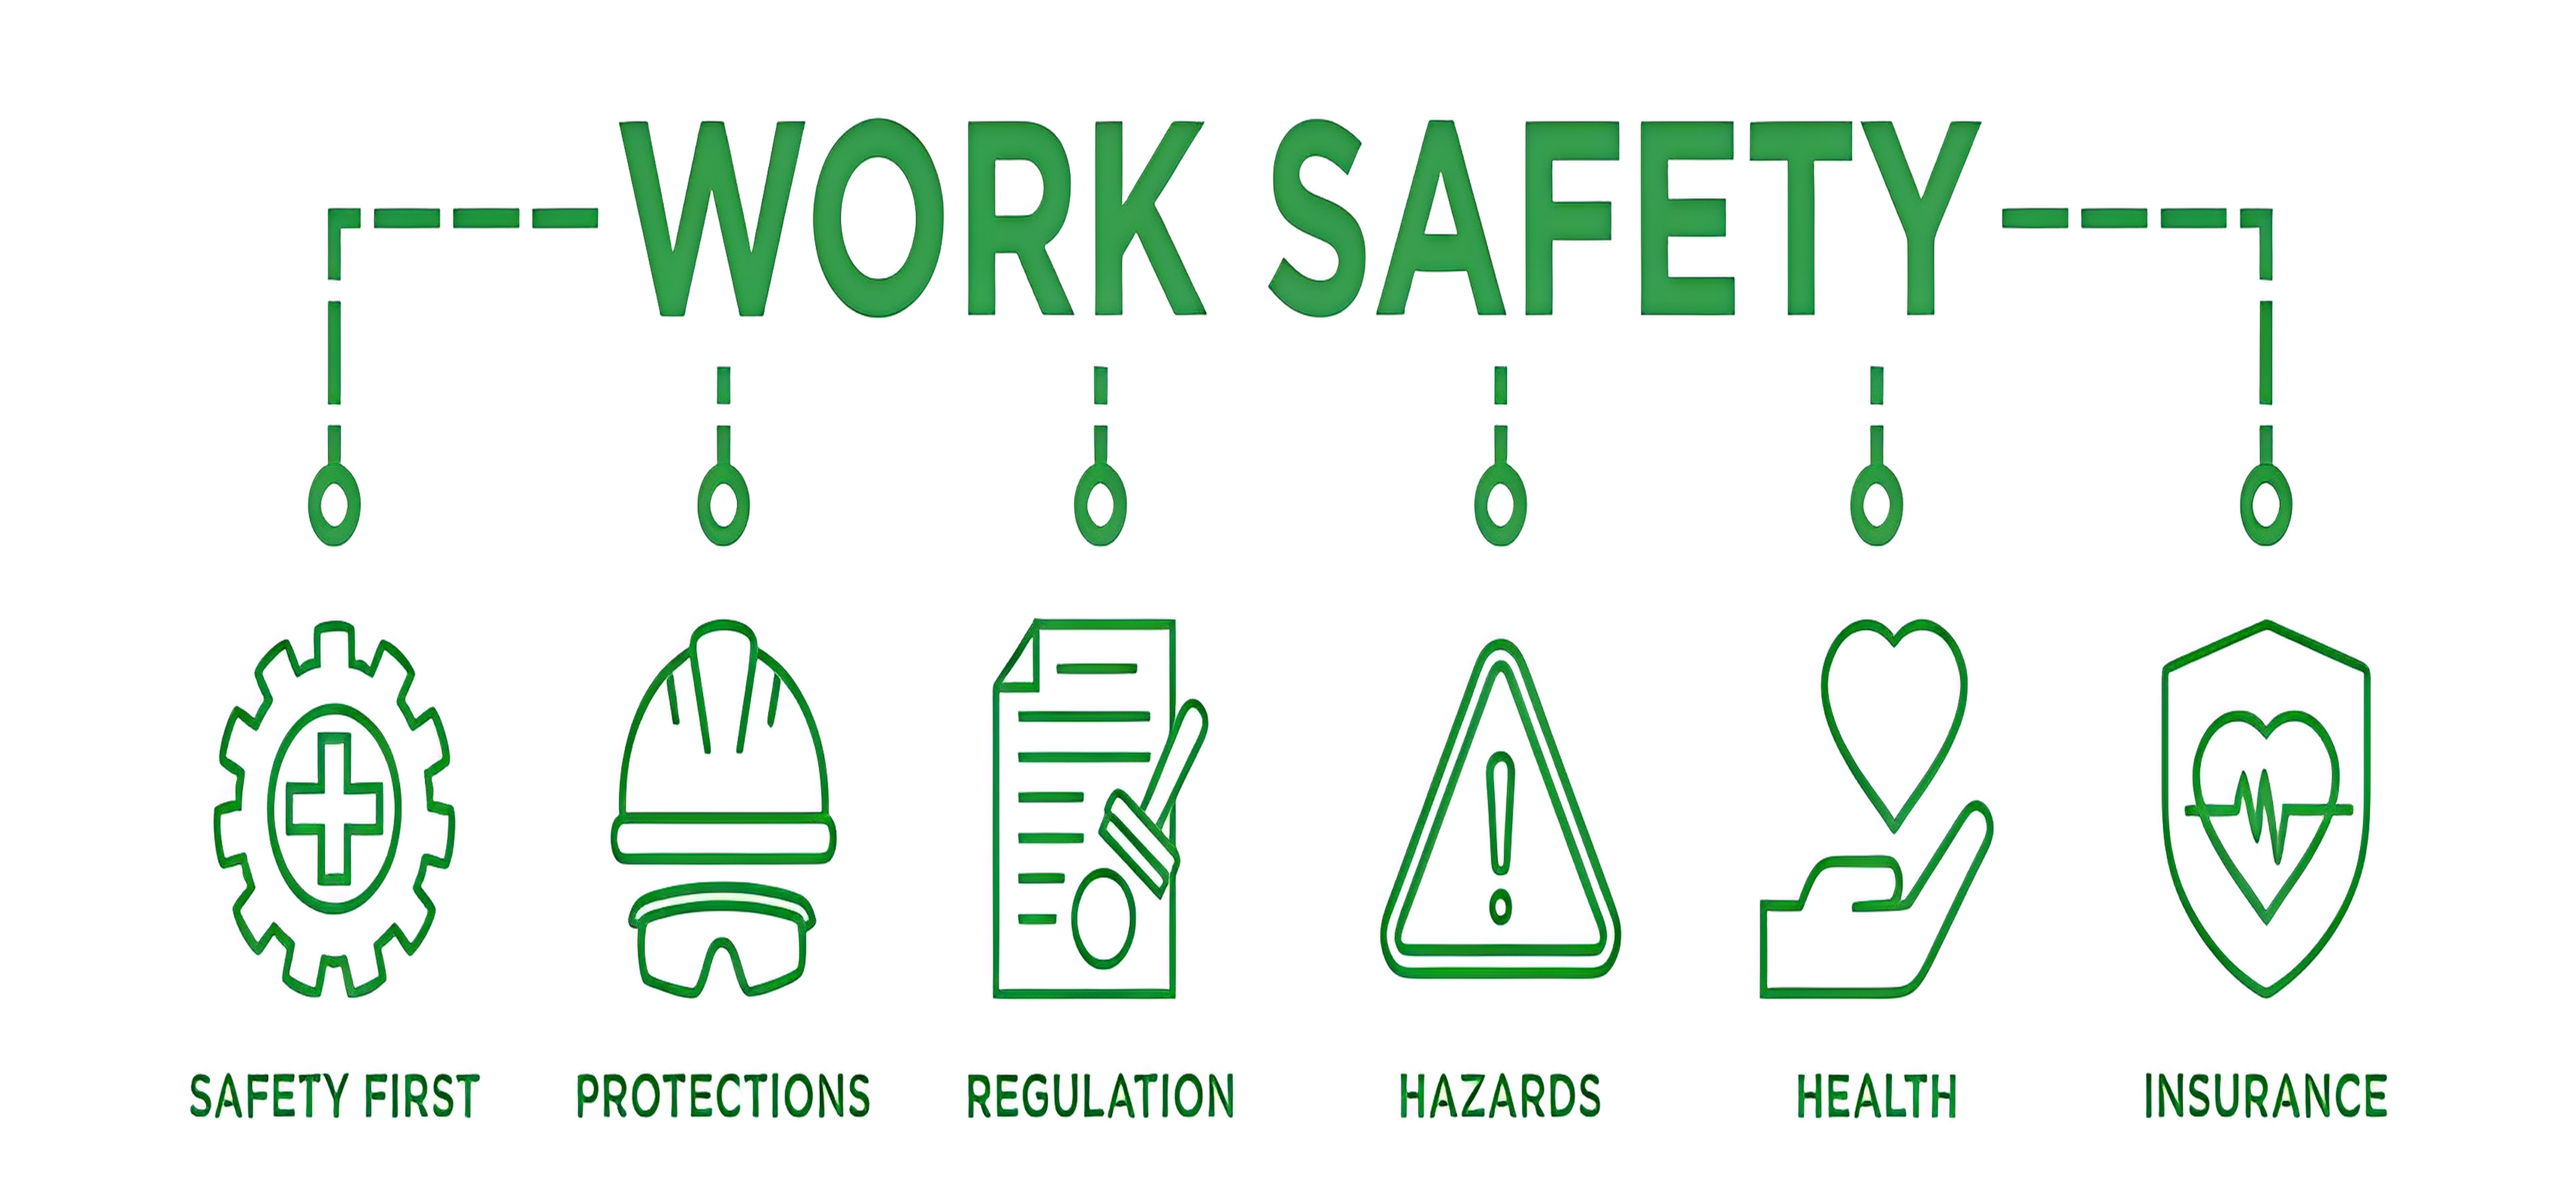 WORK SAFETY
SAFETY FIRST
PROTECTIONS
REGULATION
HAZARDS
HEALTH
INSURANCE